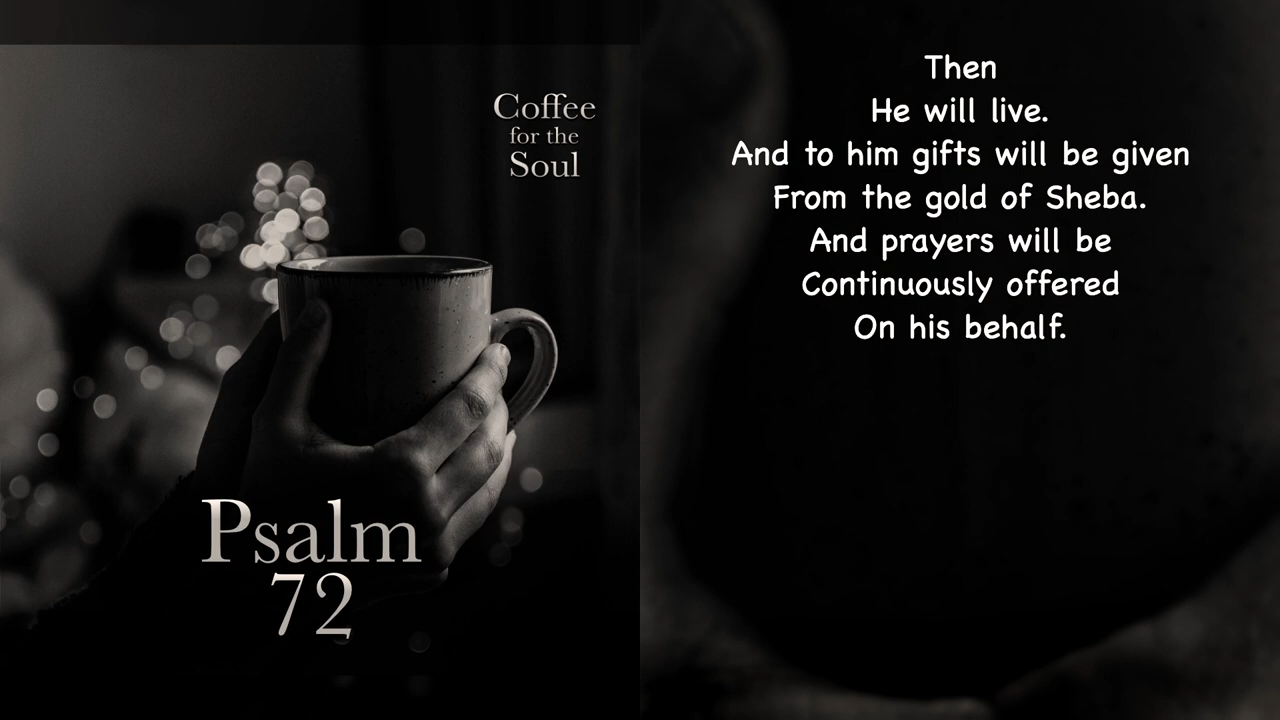 Coffee
for the
Soul
Psalm
72
Then
He will live.
And to him gifts will be given
From the gold of Sheba.
And prayers will be
Continuously offered
On his behalf.